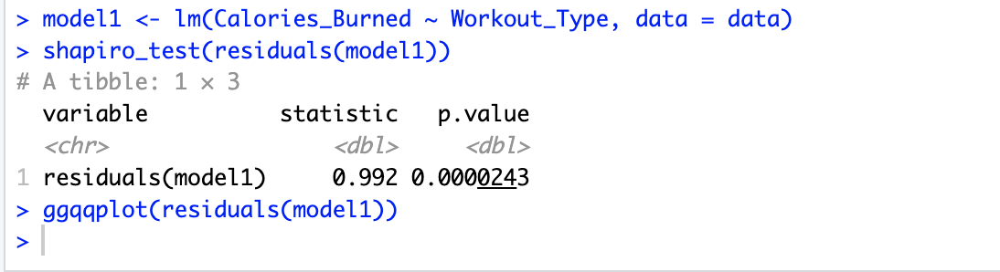 > model1 <- lm(Calories_Burned ~ Workout_Type, data = data)
> shapiro_test(residuals(model1))
# A tibble: 1 × 3
  variable          statistic   p.value
  <chr>                 <dbl>     <dbl>
1 residuals(model1)     0.992 0.0000243
> ggqqplot(residuals(model1))
>